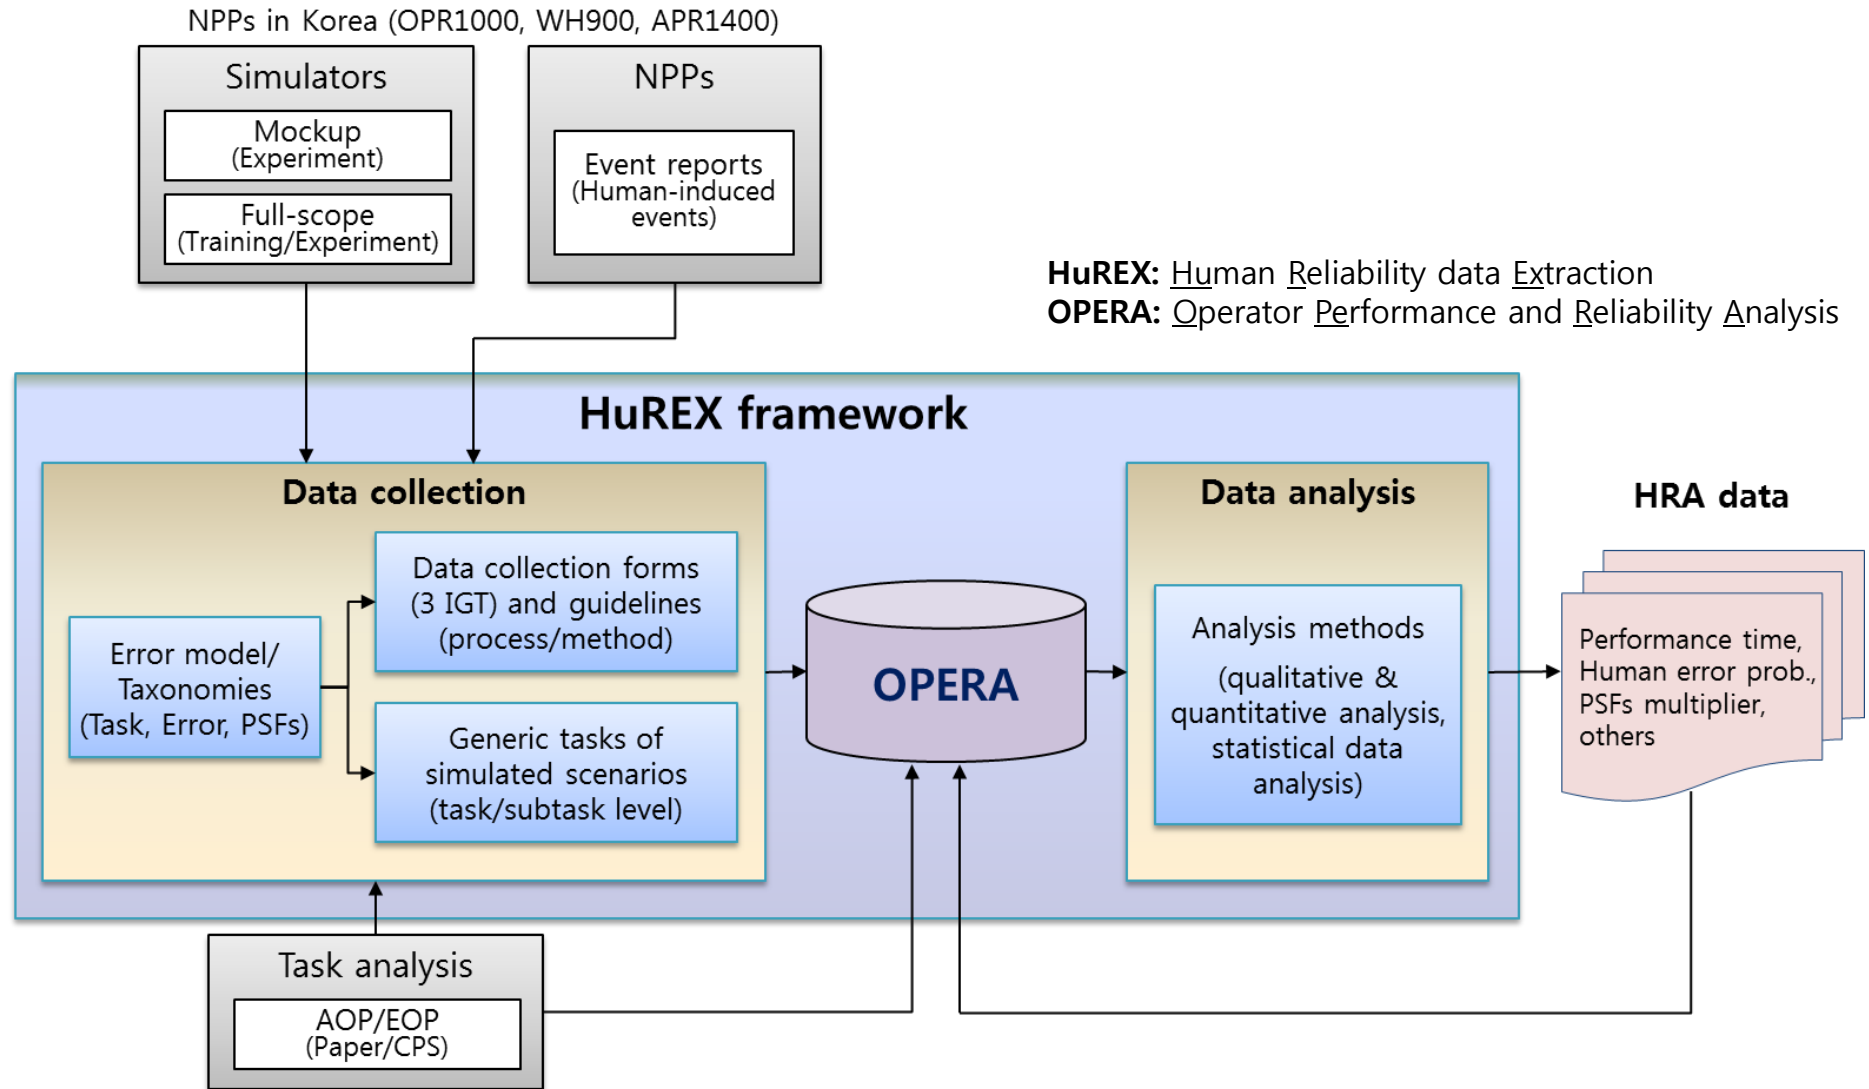 NPPs in Korea (OPR1000, WH900, APR1400)
Simulators
Mockup
(Experiment)
Full-scope
(Training/Experiment)
NPPs
Event reports
(Human-induced
events)
HuREX: Human Reliability data Extraction
OPERA: Operator Performance and Reliability Analysis
HuREX framework
Data collection
Error model/
Taxonomies
(Task, Error, PSFs)
Data collection forms
(3 IGT) and guidelines
(process/method)
Generic tasks of
simulated scenarios
(task/subtask level)
OPERA
Data analysis
Analysis methods
(qualitative &
quantitative analysis,
statistical data
analysis)
HRA data
Performance time,
Human error prob.,
PSFs multiplier,
others
Task analysis
AOP/EOP
(Paper/CPS)